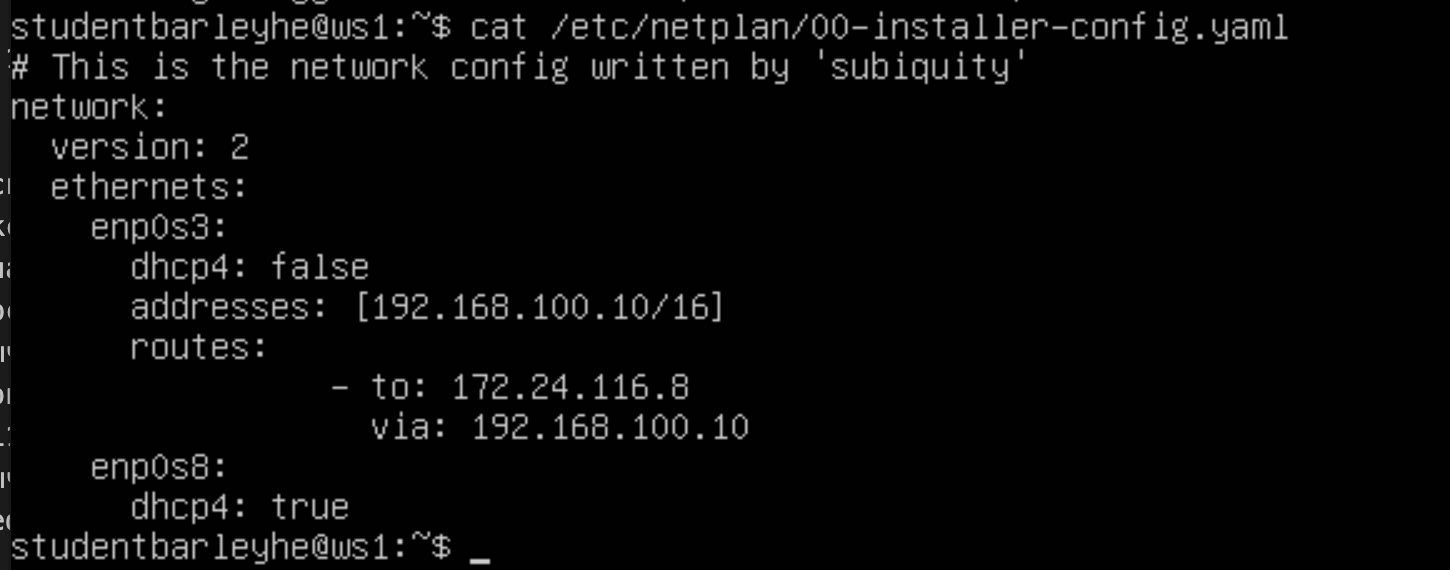 studentbarleyhe@ws1:~$ cat /etc/netplan/00-installer-config.yaml
# This is the network config written by 'subiquity'
network:
  version: 2
  ethernets:
    enp0s3:
      dhcp4: false
      addresses: [192.168.100.10/16]
      routes:
                - to: 172.24.116.8
                  via: 192.168.100.10
    enp0s8:
      dhcp4: true
studentbarleyhe@ws1:~$ _